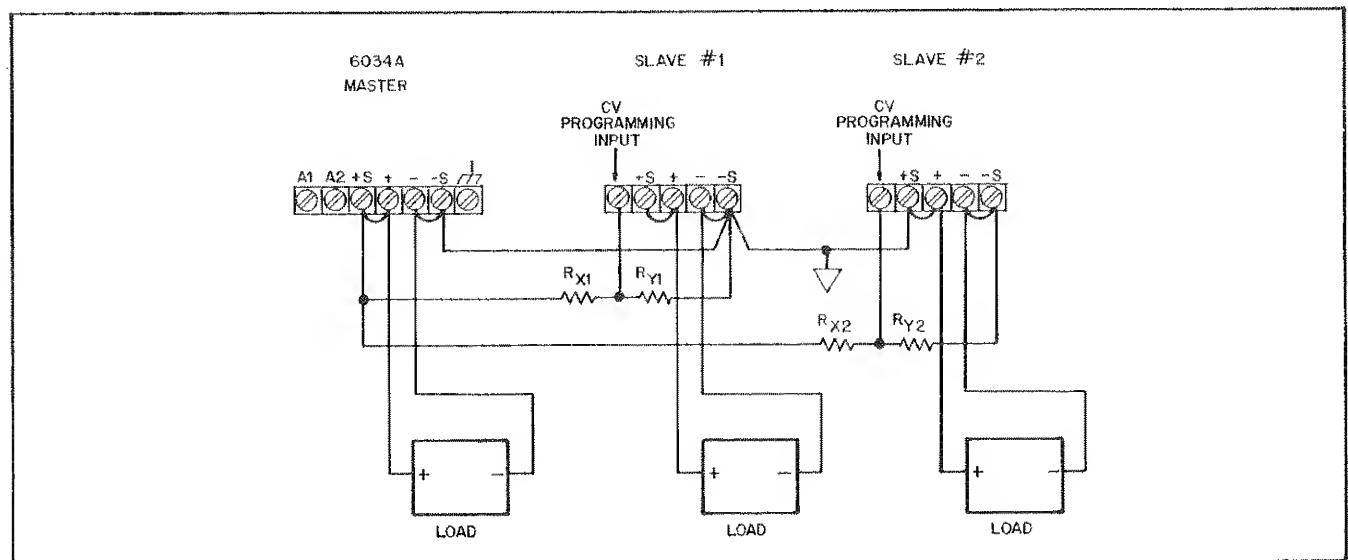 6034A
MASTER
SLAVE #1
SLAVE #2
CV
PROGRAMMING
INPUT
CV
PROGRAMMING
INPUT
A1 A2 +S + - -S
+S + - -S
+S + - -S
RX1 RY1
RX2 RY2
+ -
+ -
+ -
LOAD
LOAD
LOAD